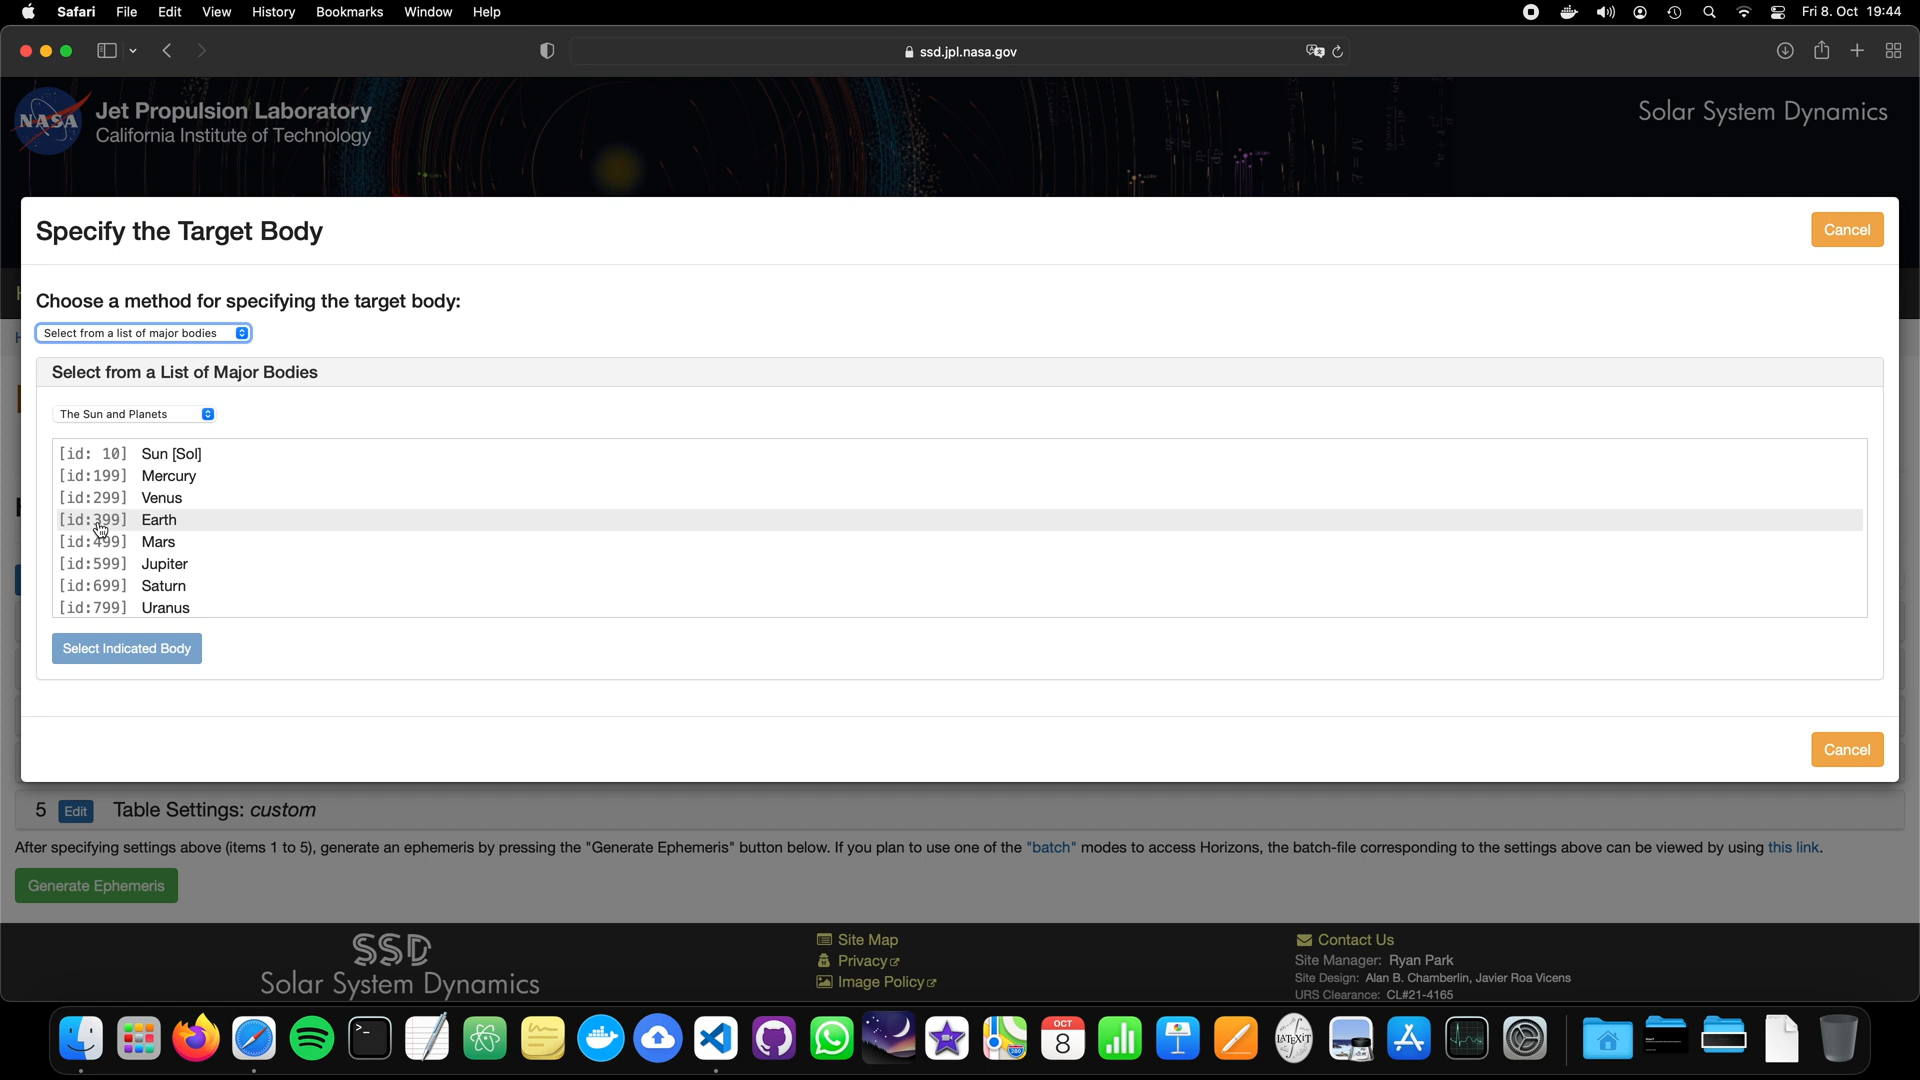 Safari File Edit View History Bookmarks Window Help Fri 8. Oct 19:44
ssd.jpl.nasa.gov
NASA Jet Propulsion Laboratory
California Institute of Technology
Solar System Dynamics
Specify the Target Body
Cancel
Choose a method for specifying the target body:
Select from a list of major bodies
Select from a List of Major Bodies
The Sun and Planets
[id: 10] Sun [Sol]
[id:199] Mercury
[id:299] Venus
[id:399] Earth
[id:499] Mars
[id:599] Jupiter
[id:699] Saturn
[id:799] Uranus
Select Indicated Body
Cancel
5 Edit Table Settings: custom
After specifying settings above (items 1 to 5), generate an ephemeris by pressing the "Generate Ephemeris" button below. If you plan to use one of the "batch" modes to access Horizons, the batch-file corresponding to the settings above can be viewed by using this link.
Generate Ephemeris
SSD
Solar System Dynamics
Site Map
Privacy
Image Policy
Contact Us
Site Manager: Ryan Park
Site Design: Alan B. Chamberlin, Javier Roa Vicens
URS Clearance: CL#21-4165
OCT
8
LATEXiT